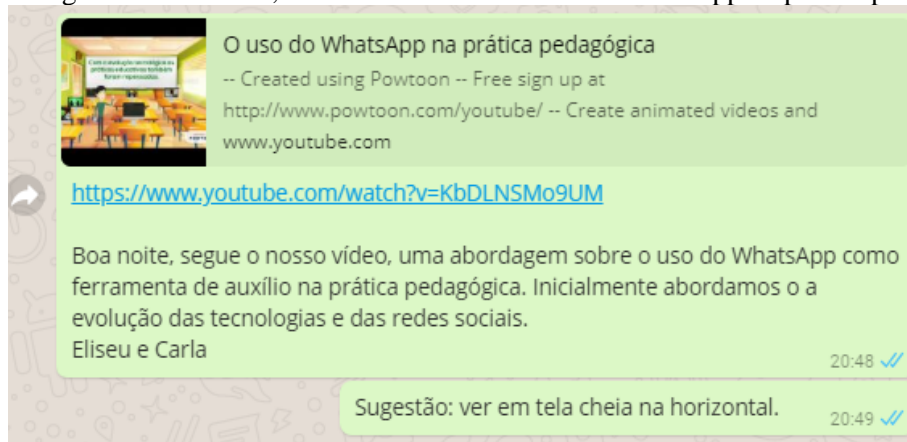 O uso do WhatsApp na prática pedagógica
-- Created using Powtoon -- Free sign up at
http://www.powtoon.com/youtube/ -- Create animated videos and
www.youtube.com
https://www.youtube.com/watch?v=KbDLNSMo9UM
Boa noite, segue o nosso vídeo, uma abordagem sobre o uso do WhatsApp como
ferramenta de auxílio na prática pedagógica. Inicialmente abordamos o a
evolução das tecnologias e das redes sociais.
Eliseu e Carla
20:48
Sugestão: ver em tela cheia na horizontal.
20:49